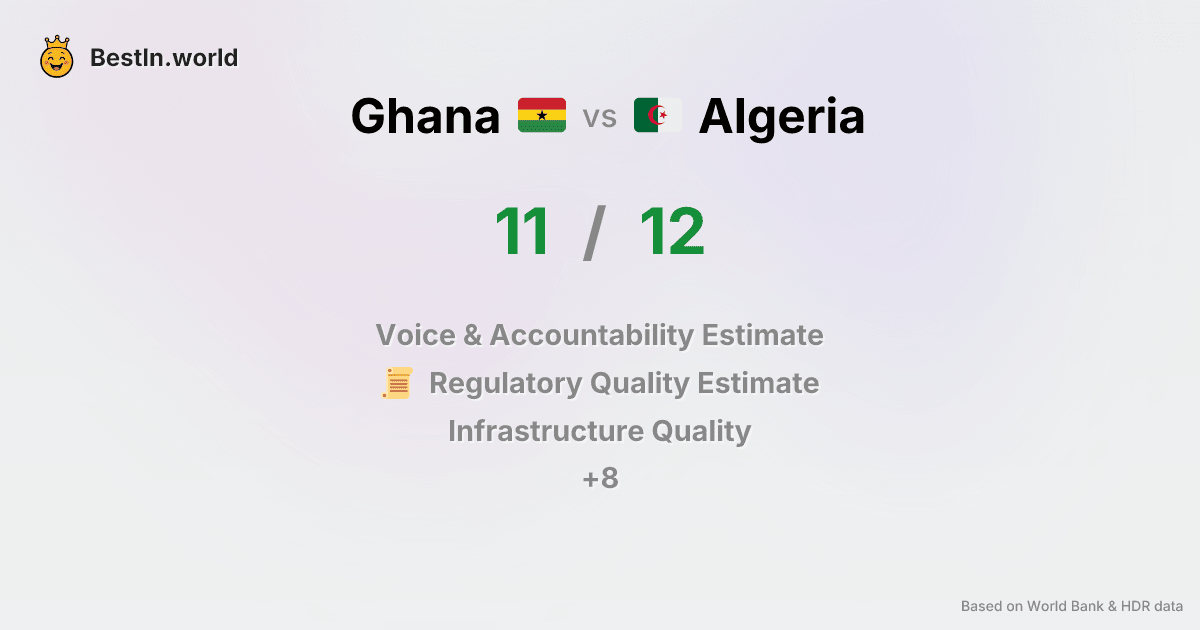 BestIn.world
Ghana vs Algeria
11 / 12
Voice & Accountability Estimate
Regulatory Quality Estimate
Infrastructure Quality
+8
Based on World Bank & HDR data